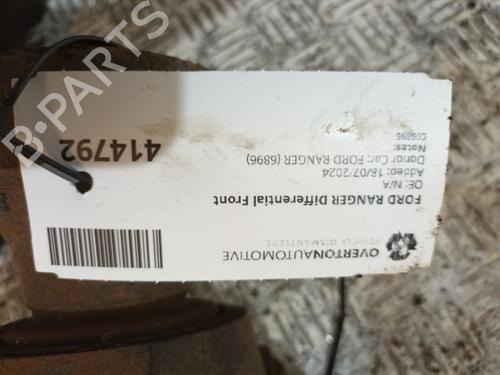 OVERTONAUTOMOTIVE
VEHICLE DISMANTLERS
FORD RANGER Differential Front
OE: N/A
Added: 18/07/2024
Donor Car: FORD RANGER (6896)
Notes:
C06896
414792
B-PARTS